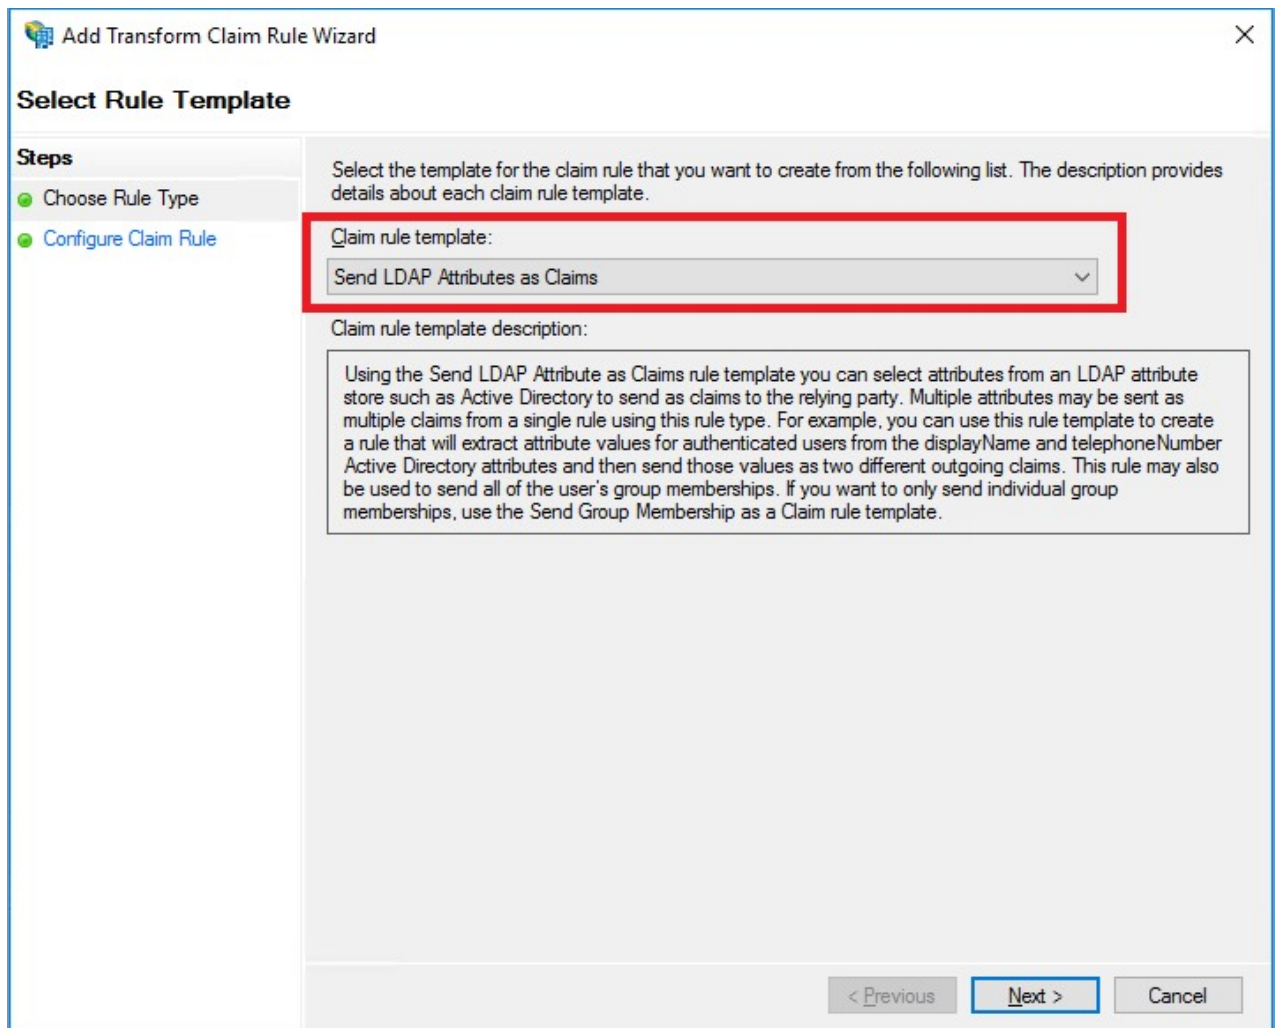 Add Transform Claim Rule Wizard
Select Rule Template
Steps
Choose Rule Type
Configure Claim Rule
Select the template for the claim rule that you want to create from the following list. The description provides
details about each claim rule template.
Claim rule template:
Send LDAP Attributes as Claims
Claim rule template description:
Using the Send LDAP Attribute as Claims rule template you can select attributes from an LDAP attribute
store such as Active Directory to send as claims to the relying party. Multiple attributes may be sent as
multiple claims from a single rule using this rule type. For example, you can use this rule template to create
a rule that will extract attribute values for authenticated users from the displayName and telephoneNumber
Active Directory attributes and then send those values as two different outgoing claims. This rule may also
be used to send all of the user's group memberships. If you want to only send individual group
memberships, use the Send Group Membership as a Claim rule template.
< Previous
Next >
Cancel